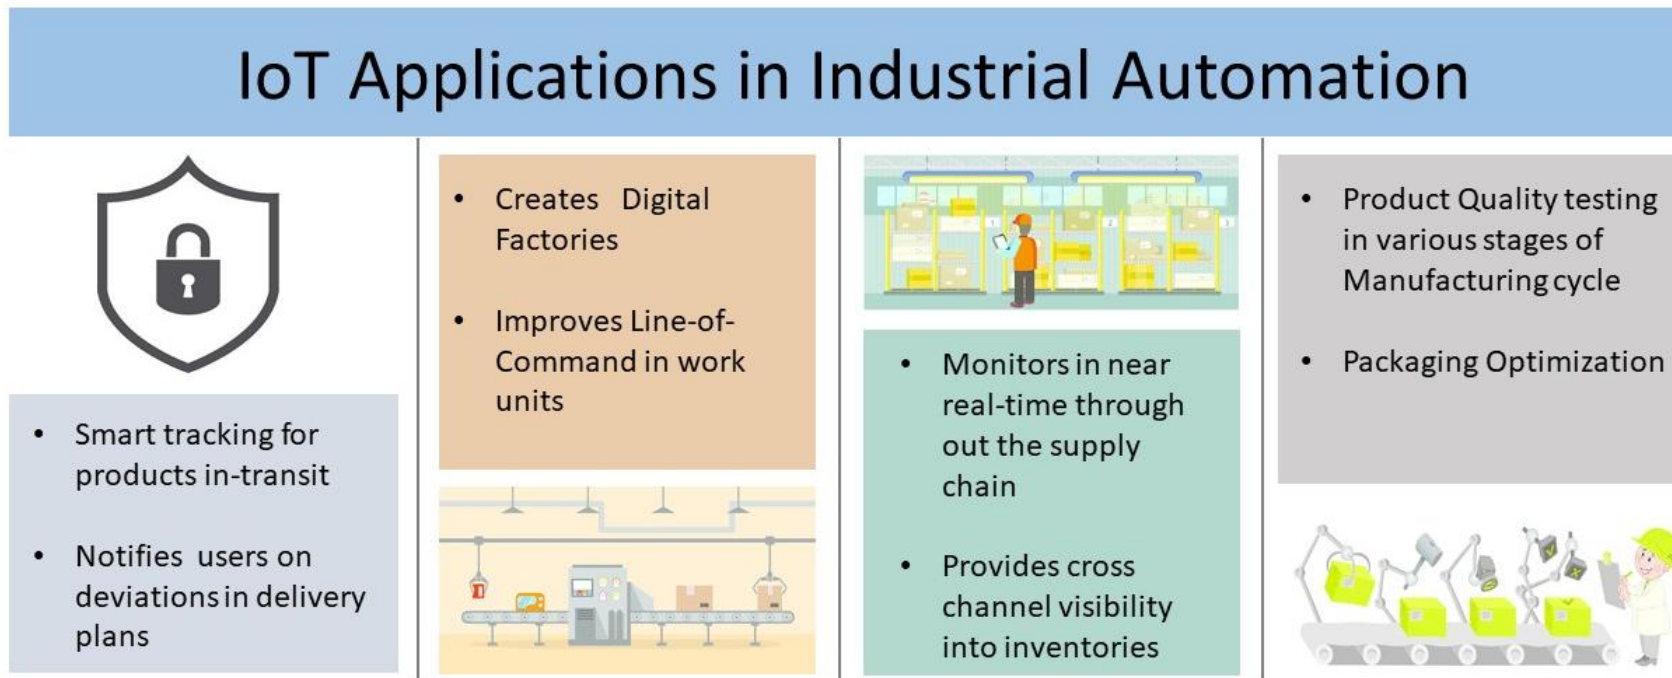 IoT Applications in Industrial Automation
• Smart tracking for
products in-transit
• Notifies users on
deviations in delivery
plans
• Creates Digital
Factories
• Improves Line-of-
Command in work
units
• Monitors in near
real-time through
out the supply
chain
• Provides cross
channel visibility
into inventories
• Product Quality testing
in various stages of
Manufacturing cycle
• Packaging Optimization